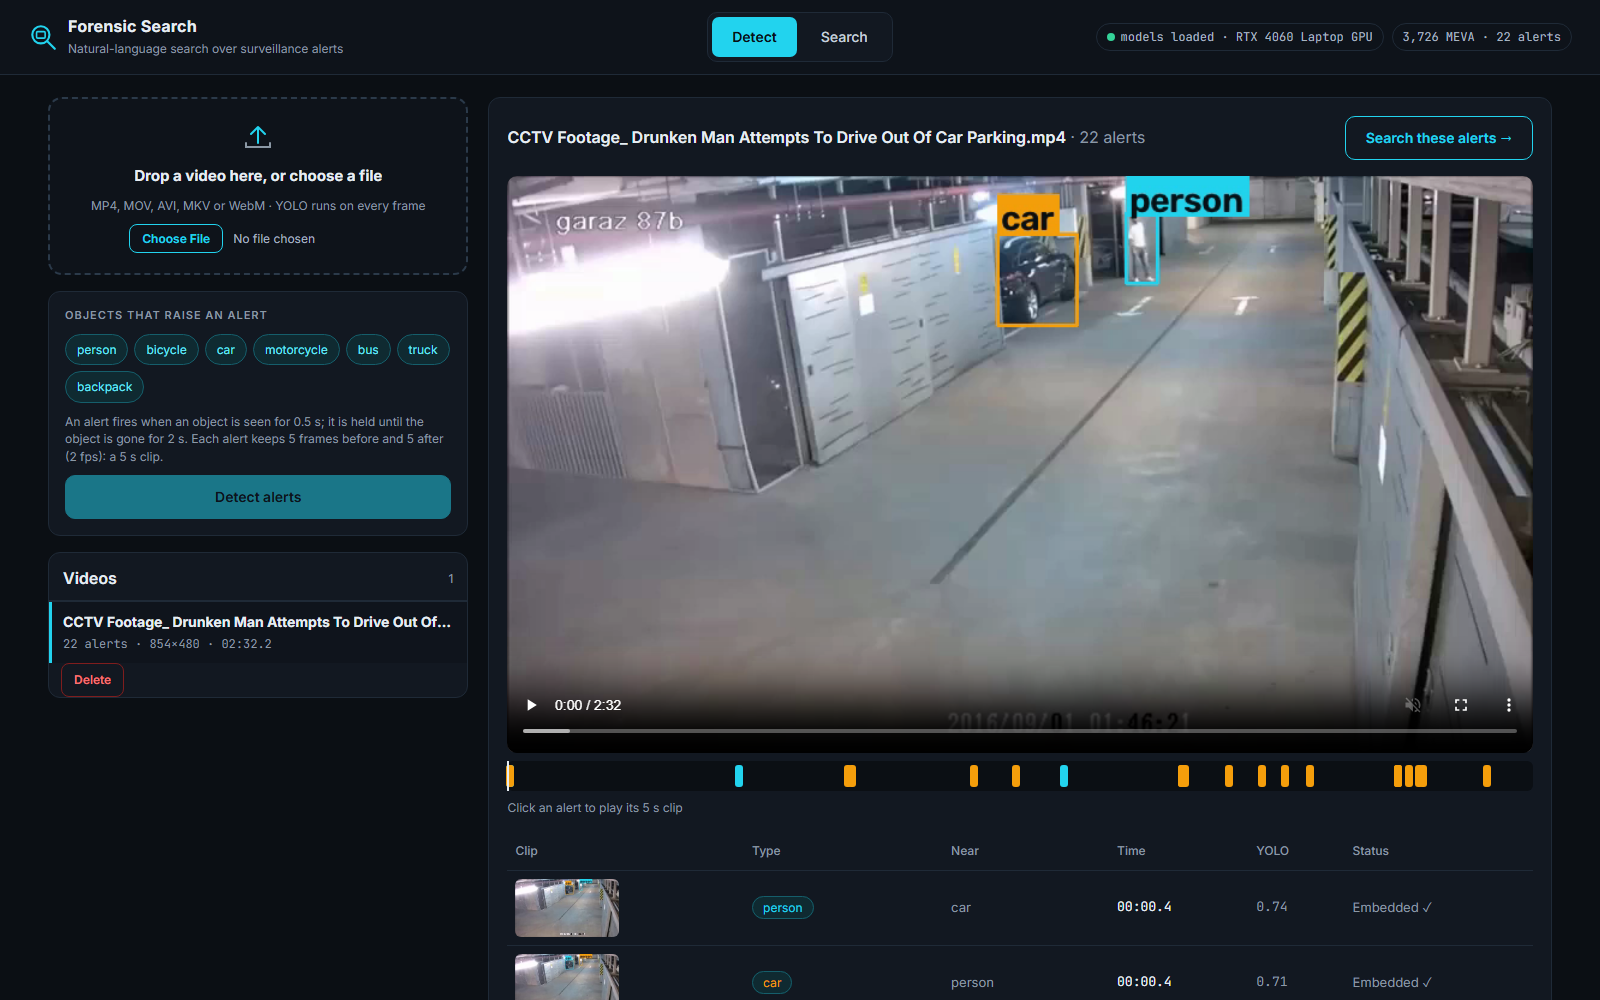 Forensic Search
Natural-language search over surveillance alerts
Detect
Search
models loaded · RTX 4060 Laptop GPU
3,726 MEVA · 22 alerts
Drop a video here, or choose a file
MP4, MOV, AVI, MKV or WebM · YOLO runs on every frame
Choose File No file chosen
OBJECTS THAT RAISE AN ALERT
person bicycle car motorcycle bus truck
backpack
An alert fires when an object is seen for 0.5 s; it is held until the
object is gone for 2 s. Each alert keeps 5 frames before and 5 after
(2 fps): a 5 s clip.
Detect alerts
Videos 1
CCTV Footage_ Drunken Man Attempts To Drive Out Of...
22 alerts · 854×480 · 02:32.2
Delete
CCTV Footage_ Drunken Man Attempts To Drive Out Of Car Parking.mp4 · 22 alerts
Search these alerts →
garaz 87b
car
person
0:00 / 2:32
2016/09/01 01:46:21
Click an alert to play its 5 s clip
Clip Type Near Time YOLO Status
person car 00:00.4 0.74 Embedded ✓
car person 00:00.4 0.71 Embedded ✓